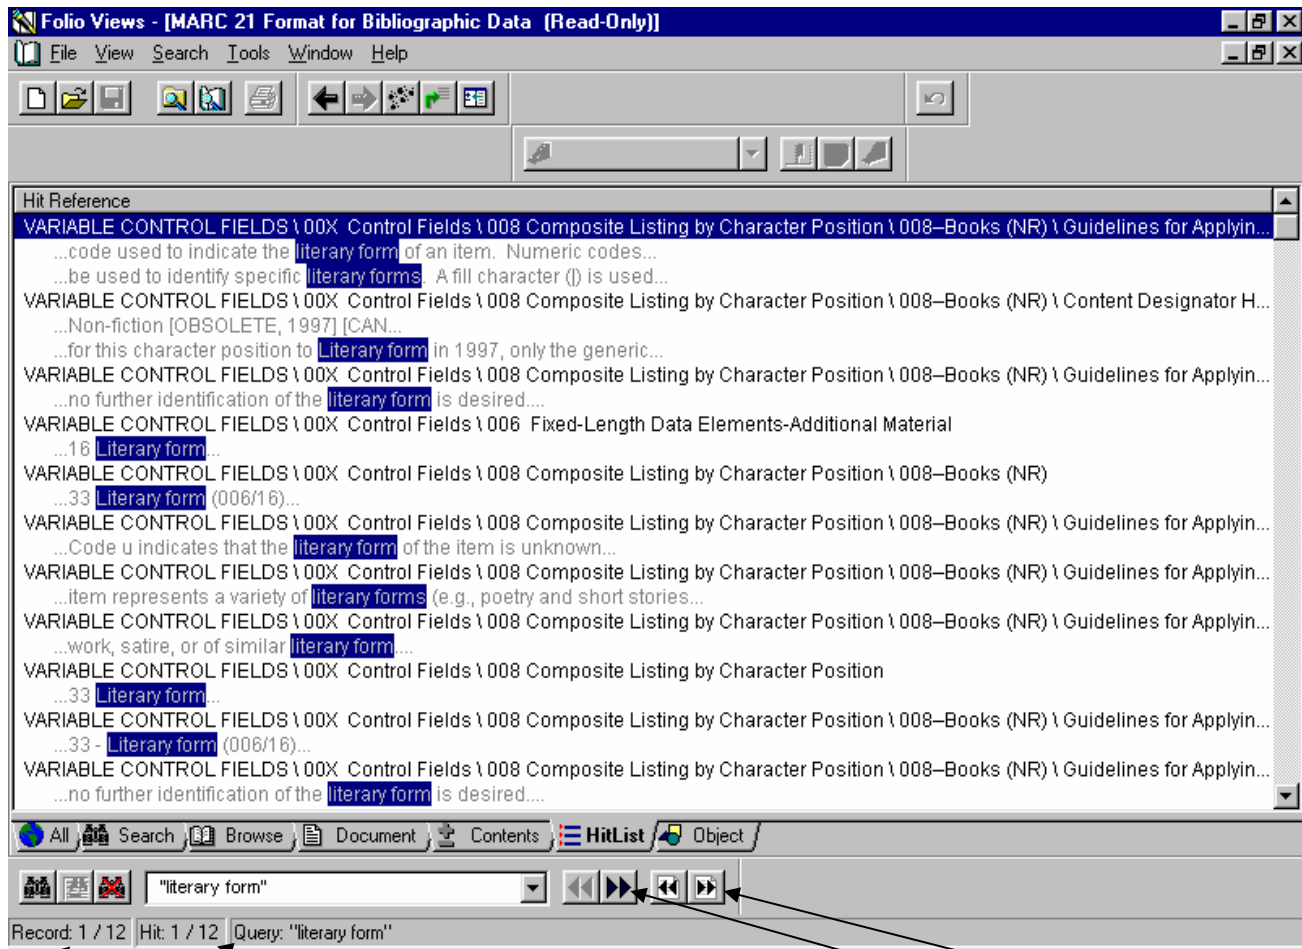 Folio Views - [MARC 21 Format for Bibliographic Data (Read-Only)]
File View Search Tools Window Help
Hit Reference
VARIABLE CONTROL FIELDS \ 00X Control Fields \ 008 Composite Listing by Character Position \ 008–Books (NR) \ Guidelines for Applyin...
...code used to indicate the literary form of an item. Numeric codes...
...be used to identify specific literary forms. A fill character (|) is used...
VARIABLE CONTROL FIELDS \ 00X Control Fields \ 008 Composite Listing by Character Position \ 008–Books (NR) \ Content Designator H...
...Non-fiction [OBSOLETE, 1997] [CAN...
...for this character position to Literary form in 1997, only the generic...
VARIABLE CONTROL FIELDS \ 00X Control Fields \ 008 Composite Listing by Character Position \ 008–Books (NR) \ Guidelines for Applyin...
...no further identification of the literary form is desired....
VARIABLE CONTROL FIELDS \ 00X Control Fields \ 006 Fixed-Length Data Elements-Additional Material
...16 Literary form...
VARIABLE CONTROL FIELDS \ 00X Control Fields \ 008 Composite Listing by Character Position \ 008–Books (NR)
...33 Literary form (006/16)...
VARIABLE CONTROL FIELDS \ 00X Control Fields \ 008 Composite Listing by Character Position \ 008–Books (NR) \ Guidelines for Applyin...
...Code u indicates that the literary form of the item is unknown...
VARIABLE CONTROL FIELDS \ 00X Control Fields \ 008 Composite Listing by Character Position \ 008–Books (NR) \ Guidelines for Applyin...
...item represents a variety of literary forms (e.g., poetry and short stories...
VARIABLE CONTROL FIELDS \ 00X Control Fields \ 008 Composite Listing by Character Position \ 008–Books (NR) \ Guidelines for Applyin...
...work, satire, or of similar literary form....
VARIABLE CONTROL FIELDS \ 00X Control Fields \ 008 Composite Listing by Character Position
...33 Literary form...
VARIABLE CONTROL FIELDS \ 00X Control Fields \ 008 Composite Listing by Character Position \ 008–Books (NR) \ Guidelines for Applyin...
...33 - Literary form (006/16)...
VARIABLE CONTROL FIELDS \ 00X Control Fields \ 008 Composite Listing by Character Position \ 008–Books (NR) \ Guidelines for Applyin...
...no further identification of the literary form is desired....
All Search Browse Document Contents HitList Object
"literary form"
Record: 1 / 12 Hit: 1 / 12 Query: "literary form"